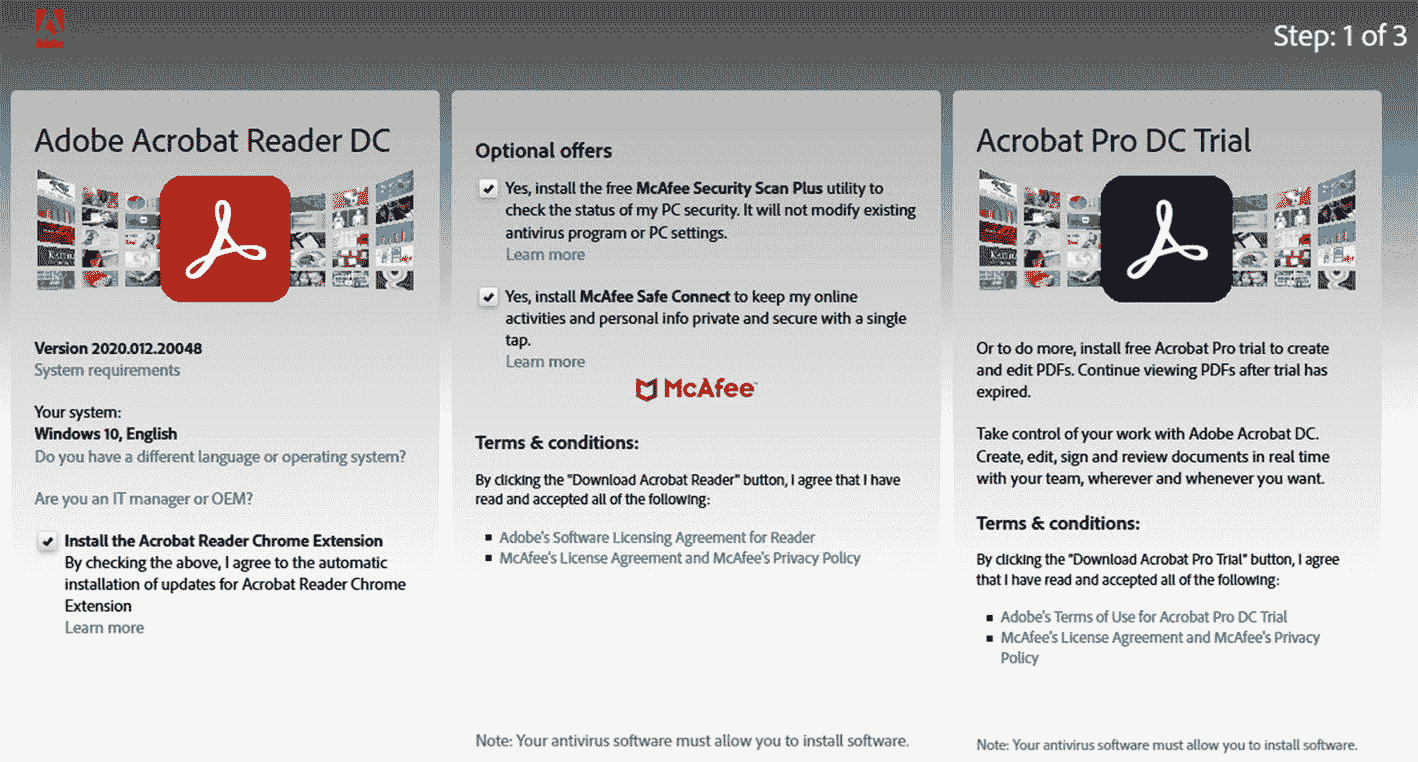 Adobe
Step: 1 of 3
Adobe Acrobat Reader DC
Version 2020.012.20048
System requirements
Your system:
Windows 10, English
Do you have a different language or operating system?
Are you an IT manager or OEM?
Install the Acrobat Reader Chrome Extension
By checking the above, I agree to the automatic
installation of updates for Acrobat Reader Chrome
Extension
Learn more
Optional offers
Yes, install the free McAfee Security Scan Plus utility to
check the status of my PC security. It will not modify existing
antivirus program or PC settings.
Learn more
Yes, install McAfee Safe Connect to keep my online
activities and personal info private and secure with a single
tap.
Learn more
McAfee™
Terms & conditions:
By clicking the "Download Acrobat Reader" button, I agree that I have
read and accepted all of the following:
Adobe's Software Licensing Agreement for Reader
McAfee's License Agreement and McAfee's Privacy Policy
Note: Your antivirus software must allow you to install software.
Acrobat Pro DC Trial
Or to do more, install free Acrobat Pro trial to create
and edit PDFs. Continue viewing PDFs after trial has
expired.
Take control of your work with Adobe Acrobat DC.
Create, edit, sign and review documents in real time
with your team, wherever and whenever you want.
Terms & conditions:
By clicking the "Download Acrobat Pro Trial" button, I agree
that I have read and accepted all of the following:
Adobe's Terms of Use for Acrobat Pro DC Trial
McAfee's License Agreement and McAfee's Privacy
Policy
Note: Your antivirus software must allow you to install software.